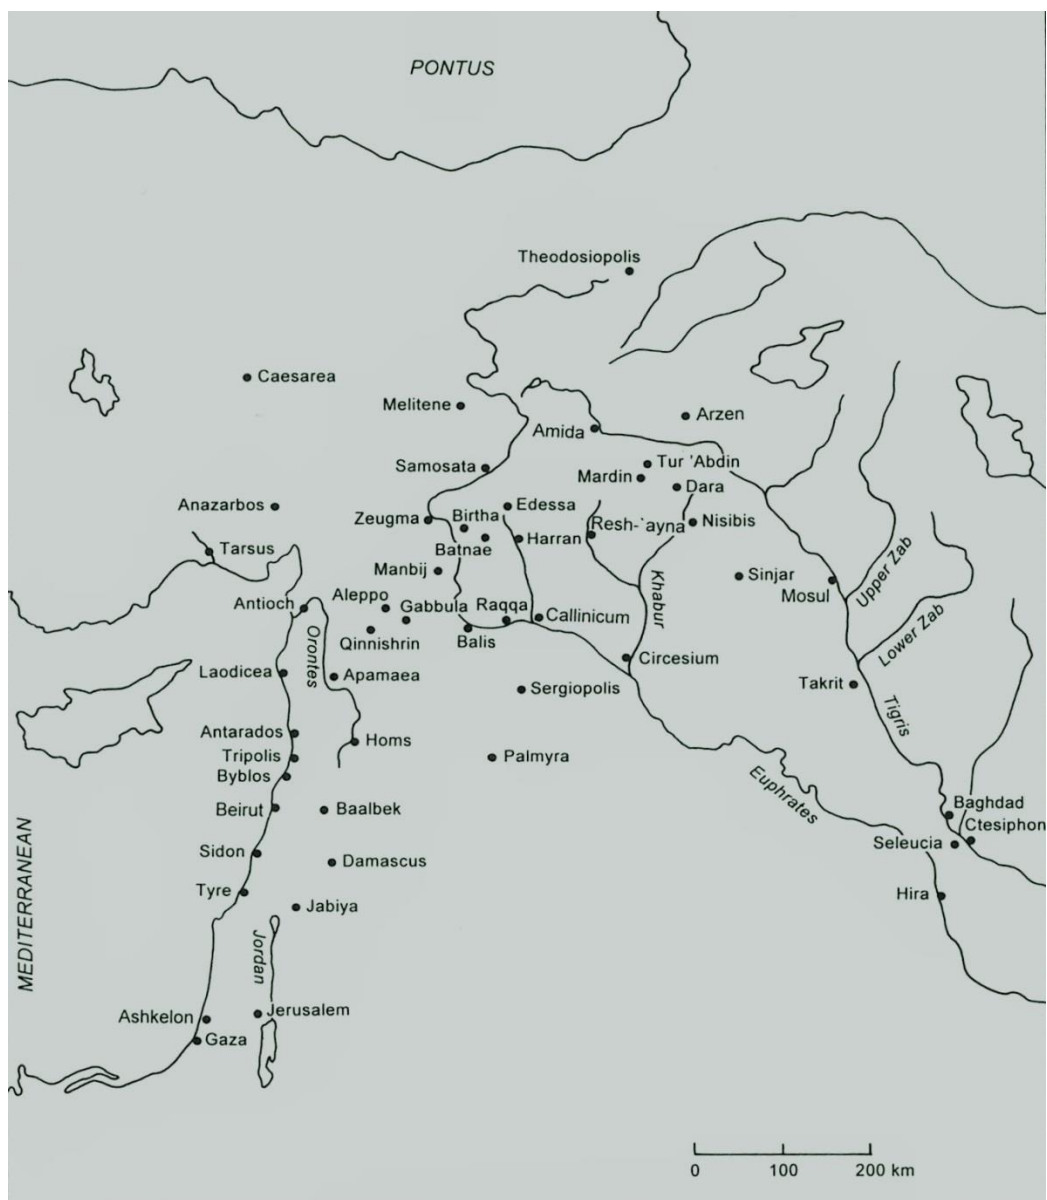 PONTUS
Theodosiopolis
Caesarea
Melitene
Arzen
Amida
Samosata
Tur 'Abdin
Mardin
Dara
Anazarbos
Edessa
Zeugma
Birtha
Resh-`ayna
Nisibis
Tarsus
Batnae
Harran
Manbij
Khabur
Sinjar
Mosul
Upper Zab
Antioch
Aleppo
Gabbula
Raqqa
Callinicum
Lower Zab
Orontes
Qinnishrin
Balis
Circesium
Laodicea
Apamaea
Sergiopolis
Takrit
Tigris
Antarados
Homs
Tripolis
Palmyra
Byblos
Euphrates
Beirut
Baalbek
Baghdad
Ctesiphon
Seleucia
MEDITERRANEAN
Sidon
Damascus
Tyre
Hira
Jabiya
Jordan
Ashkelon
Jerusalem
Gaza
0 100 200 km